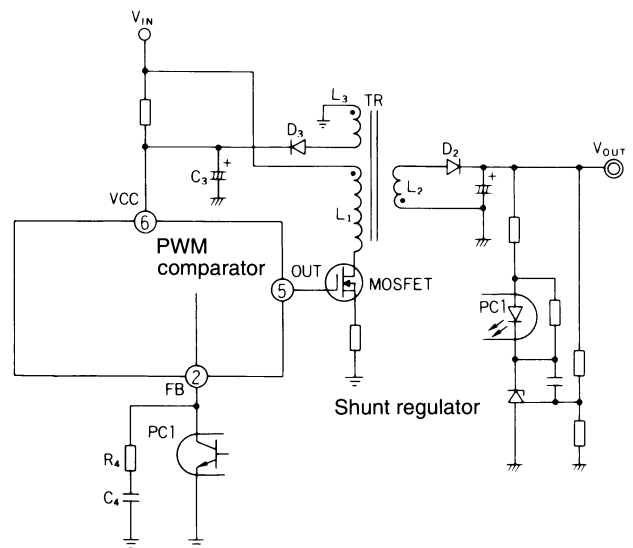 VIN
L3
TR
D3
D2
VOUT
C3
+
+
L2
VCC
6
L1
PWM
comparator
OUT
5
MOSFET
PC1
2
FB
Shunt regulator
PC1
R4
C4